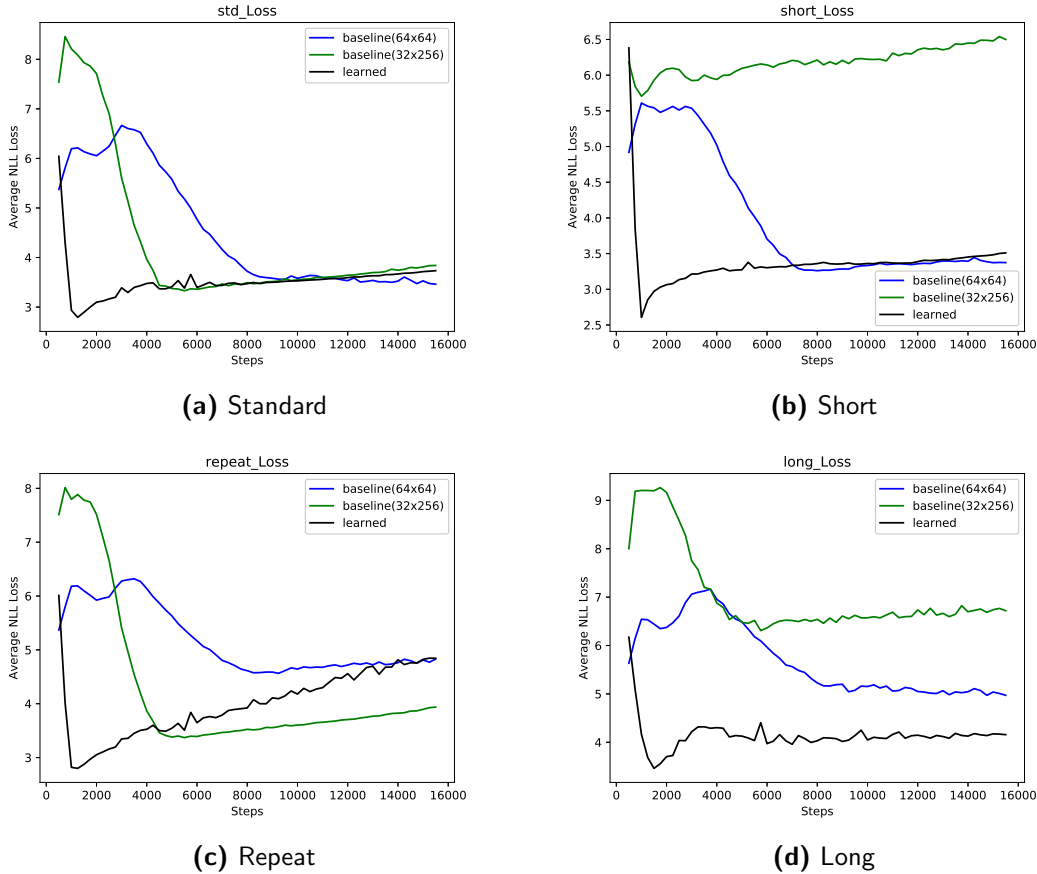 std_Loss
Average NLL Loss
8
7
6
5
4
3
0 2000 4000 6000 8000 10000 12000 14000 16000
Steps
baseline(64x64)
baseline(32x256)
learned
(a) Standard
short_Loss
Average NLL Loss
6.5
6.0
5.5
5.0
4.5
4.0
3.5
3.0
2.5
0 2000 4000 6000 8000 10000 12000 14000 16000
Steps
baseline(64x64)
baseline(32x256)
learned
(b) Short
repeat_Loss
Average NLL Loss
8
7
6
5
4
3
0 2000 4000 6000 8000 10000 12000 14000 16000
Steps
baseline(64x64)
baseline(32x256)
learned
(c) Repeat
long_Loss
Average NLL Loss
9
8
7
6
5
4
0 2000 4000 6000 8000 10000 12000 14000 16000
Steps
baseline(64x64)
baseline(32x256)
learned
(d) Long